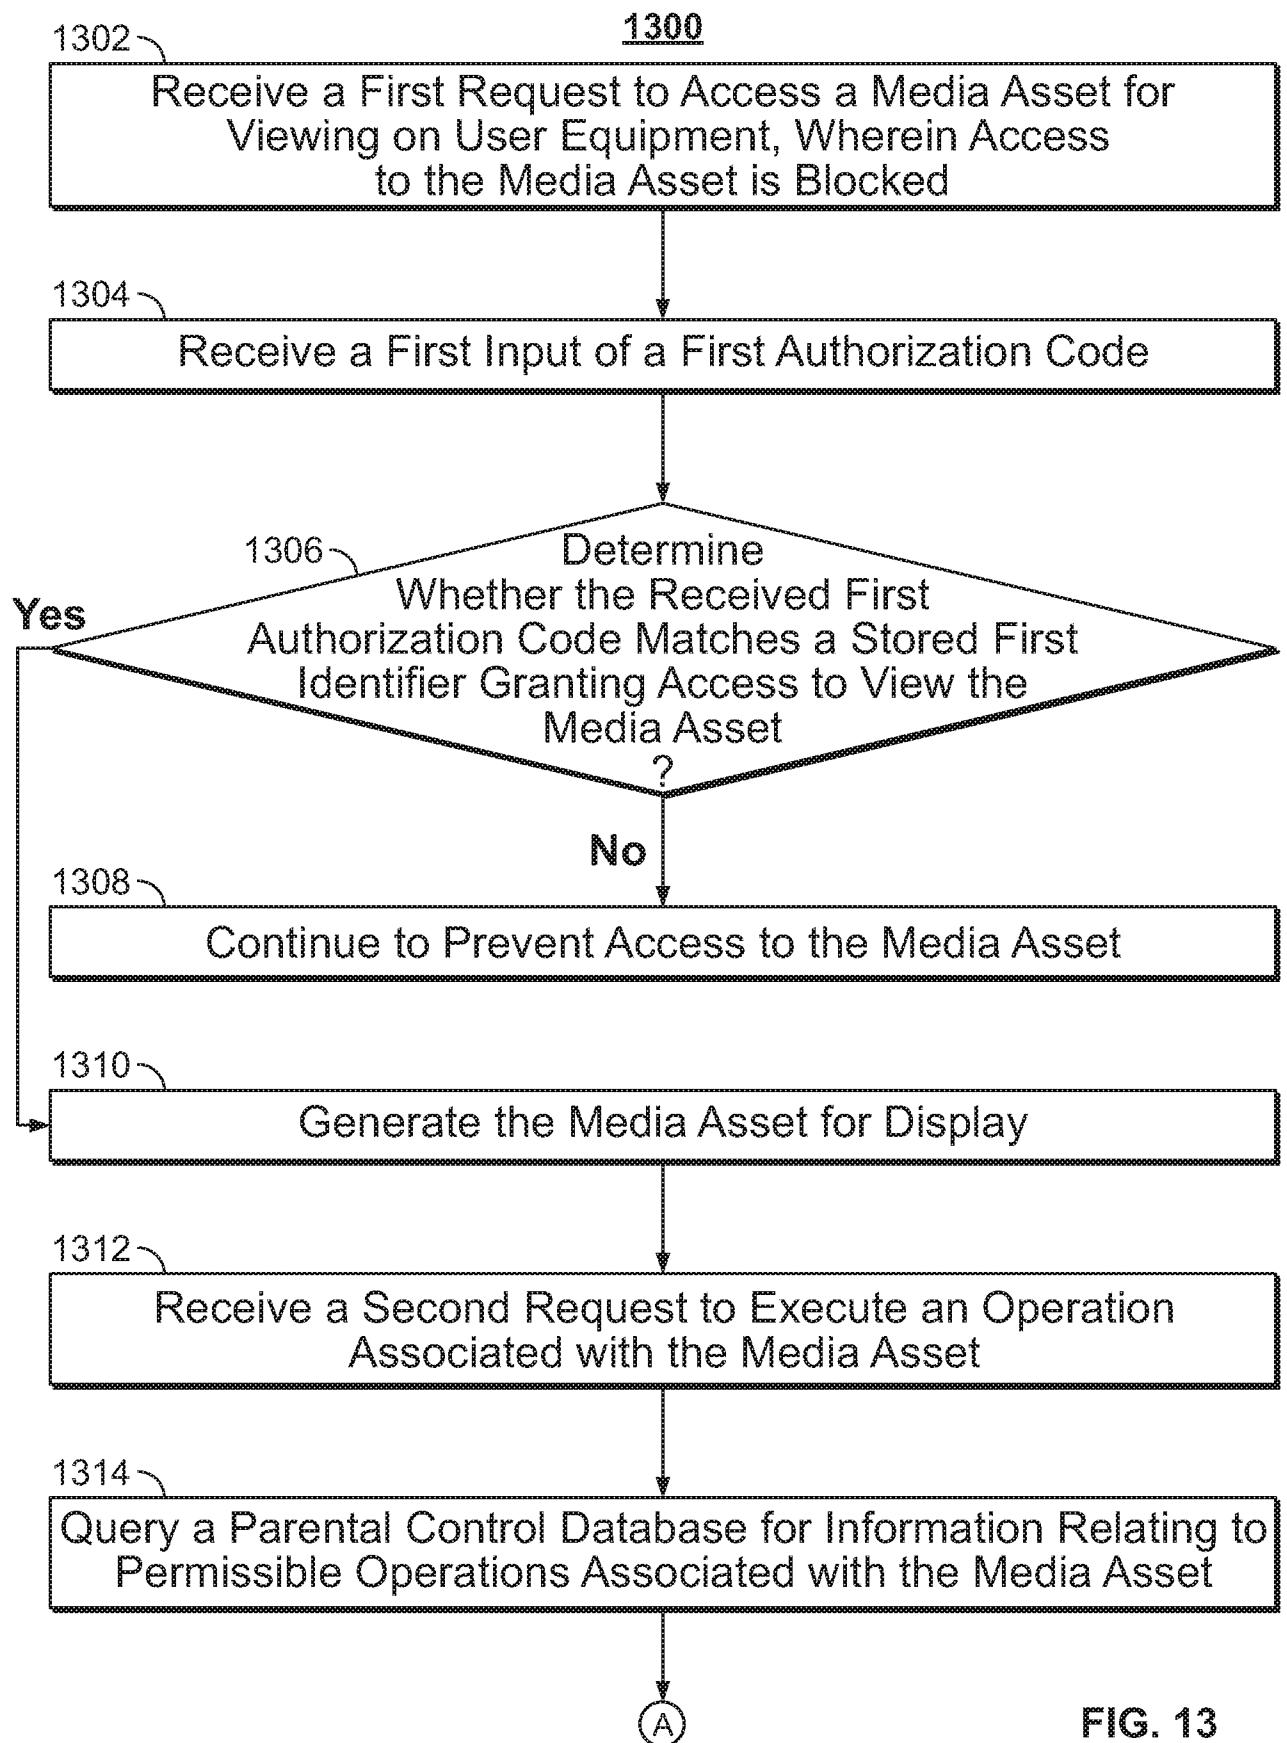 1300
1302
Receive a First Request to Access a Media Asset for
Viewing on User Equipment, Wherein Access
to the Media Asset is Blocked
1304
Receive a First Input of a First Authorization Code
1306
Determine
Whether the Received First
Authorization Code Matches a Stored First
Identifier Granting Access to View the
Media Asset
?
Yes
No
1308
Continue to Prevent Access to the Media Asset
1310
Generate the Media Asset for Display
1312
Receive a Second Request to Execute an Operation
Associated with the Media Asset
1314
Query a Parental Control Database for Information Relating to
Permissible Operations Associated with the Media Asset
A
FIG. 13